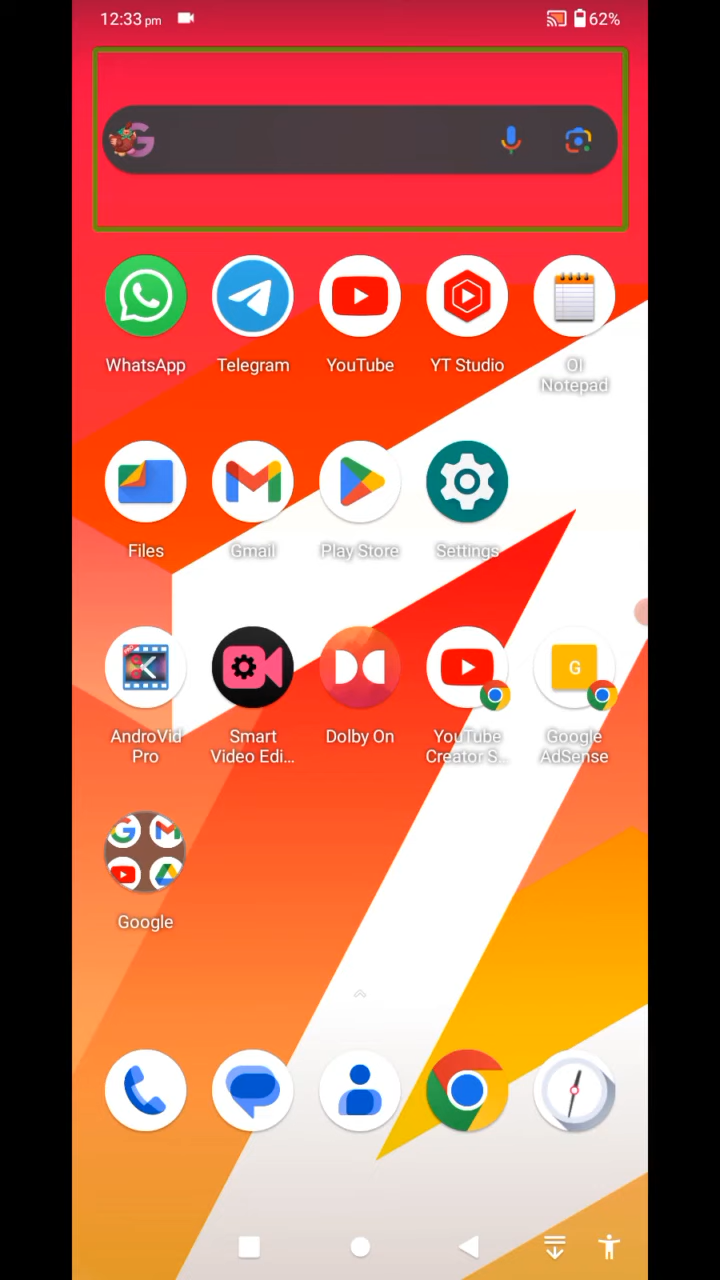 12:33 pm
62%
WhatsApp
Telegram
YouTube
YT Studio
OI
Notepad
Files
Gmail
Play Store
Settings
AndroVid
Pro
Smart
Video Edi...
Dolby On
YouTube
Creator S...
G
Google
AdSense
Google